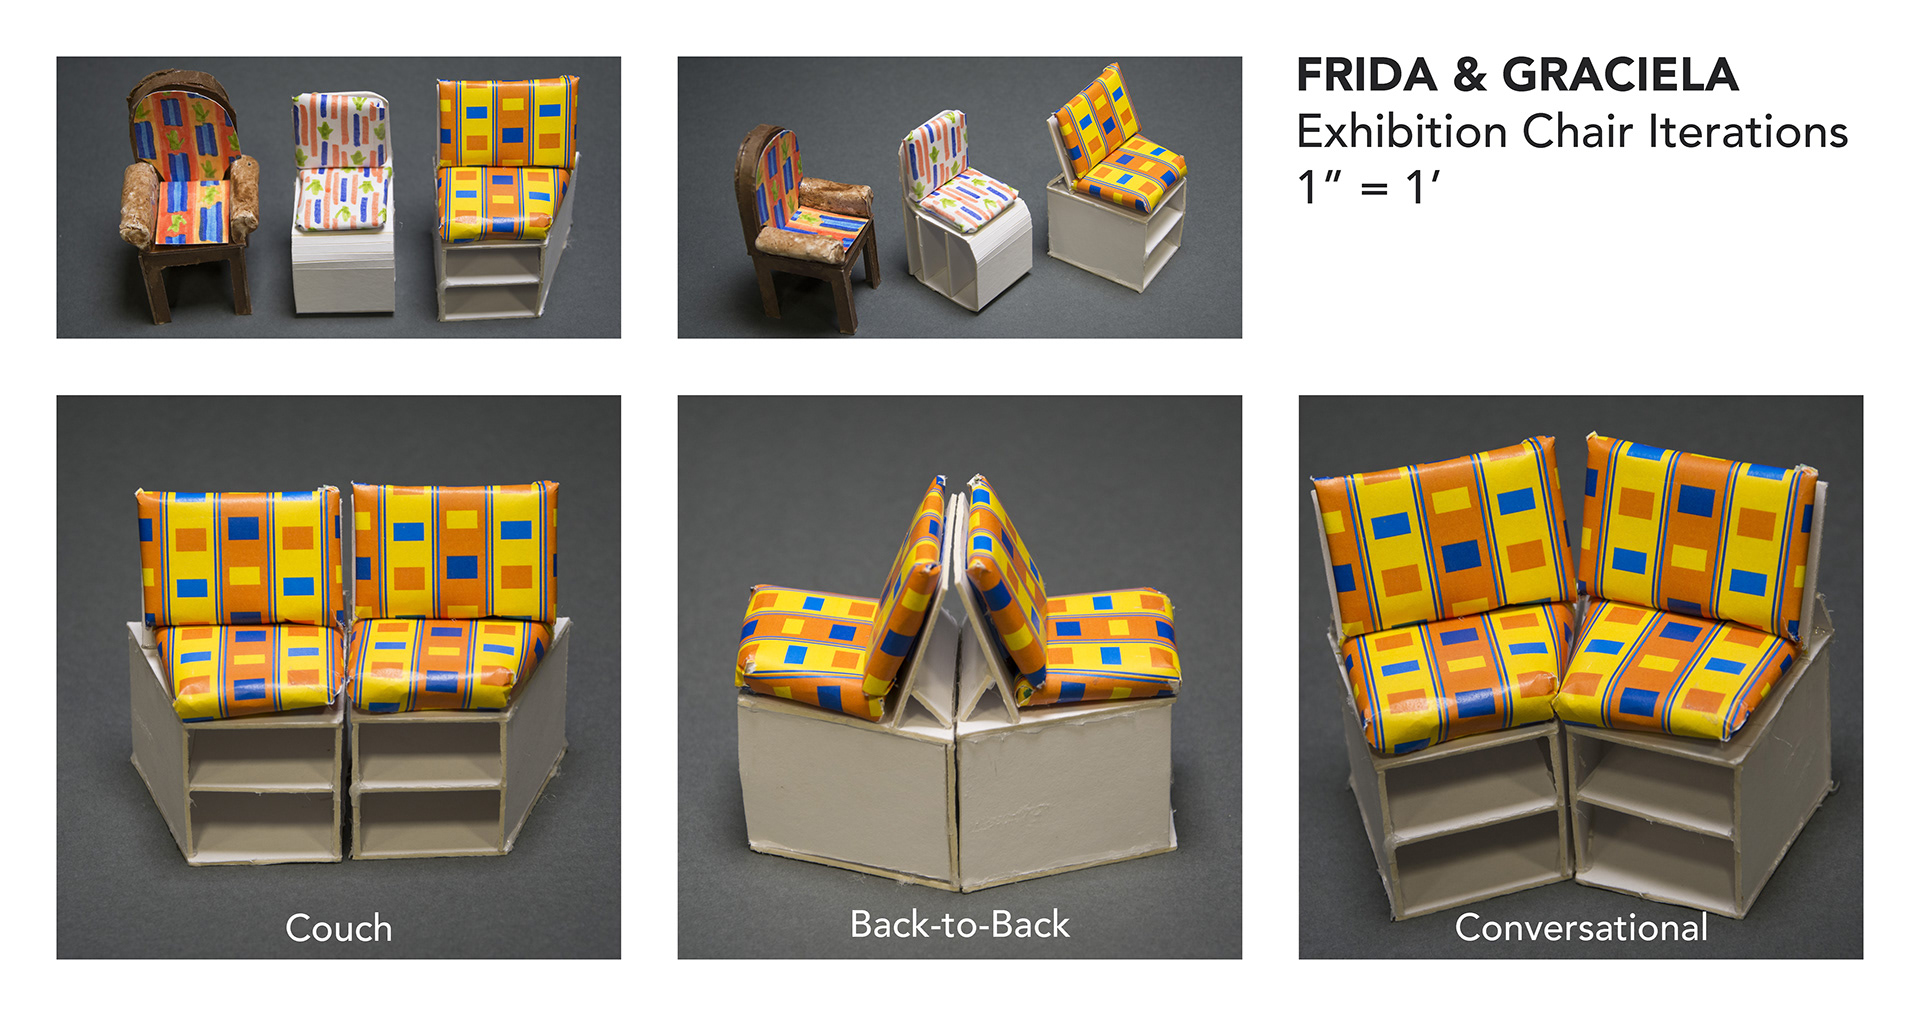 FRIDA & GRACIELA
Exhibition Chair Iterations
1” = 1’
Couch
Back-to-Back
Conversational